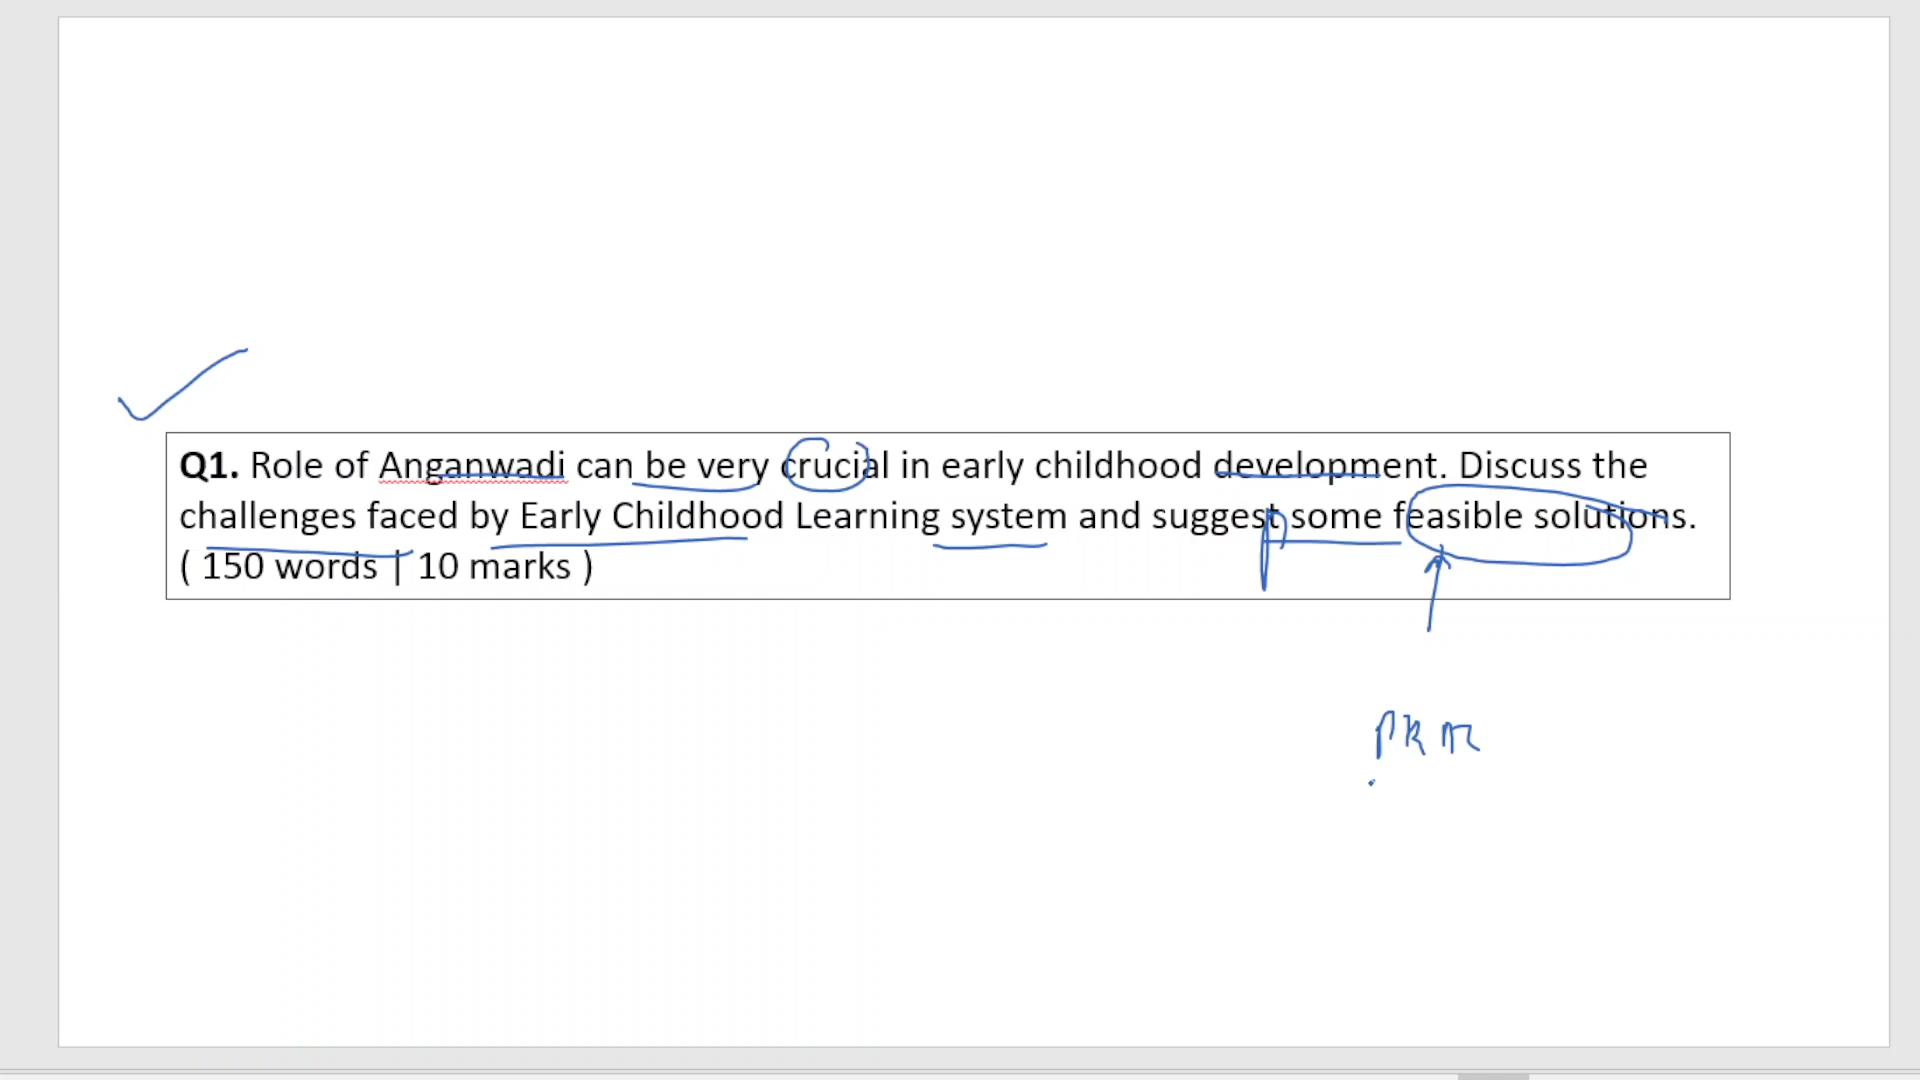 Q1. Role of Anganwadi can be very crucial in early childhood development. Discuss the
challenges faced by Early Childhood Learning system and suggest some feasible solutions.
( 150 words | 10 marks )